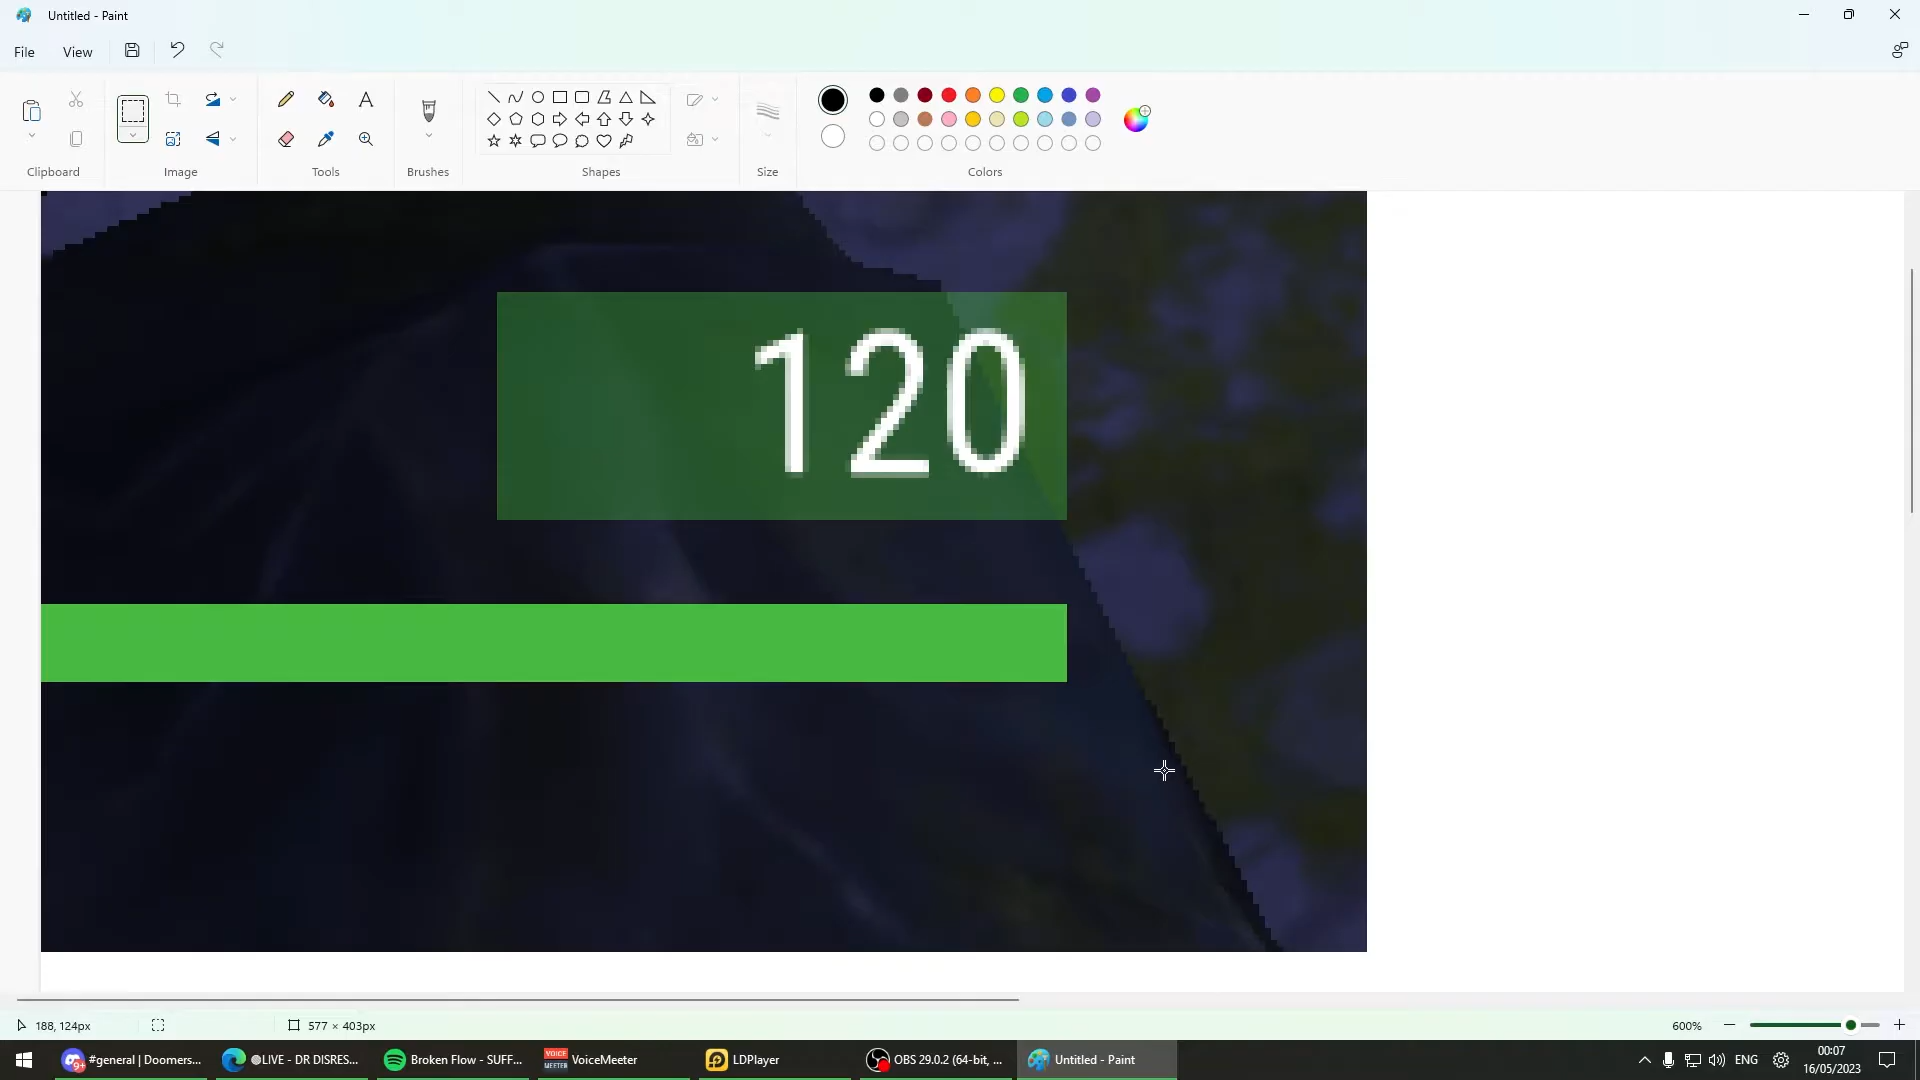 Untitled - Paint
File View
Clipboard
Image
Tools
Brushes
Shapes
Size
Colors
120
188, 124px
577 × 403px
600%
#general | Doomers...
LIVE - DR DISRES...
Broken Flow - SUFF...
VOICE MEETER
VoiceMeeter
LDPlayer
OBS 29.0.2 (64-bit, ...
Untitled - Paint
ENG
00:07
16/05/2023